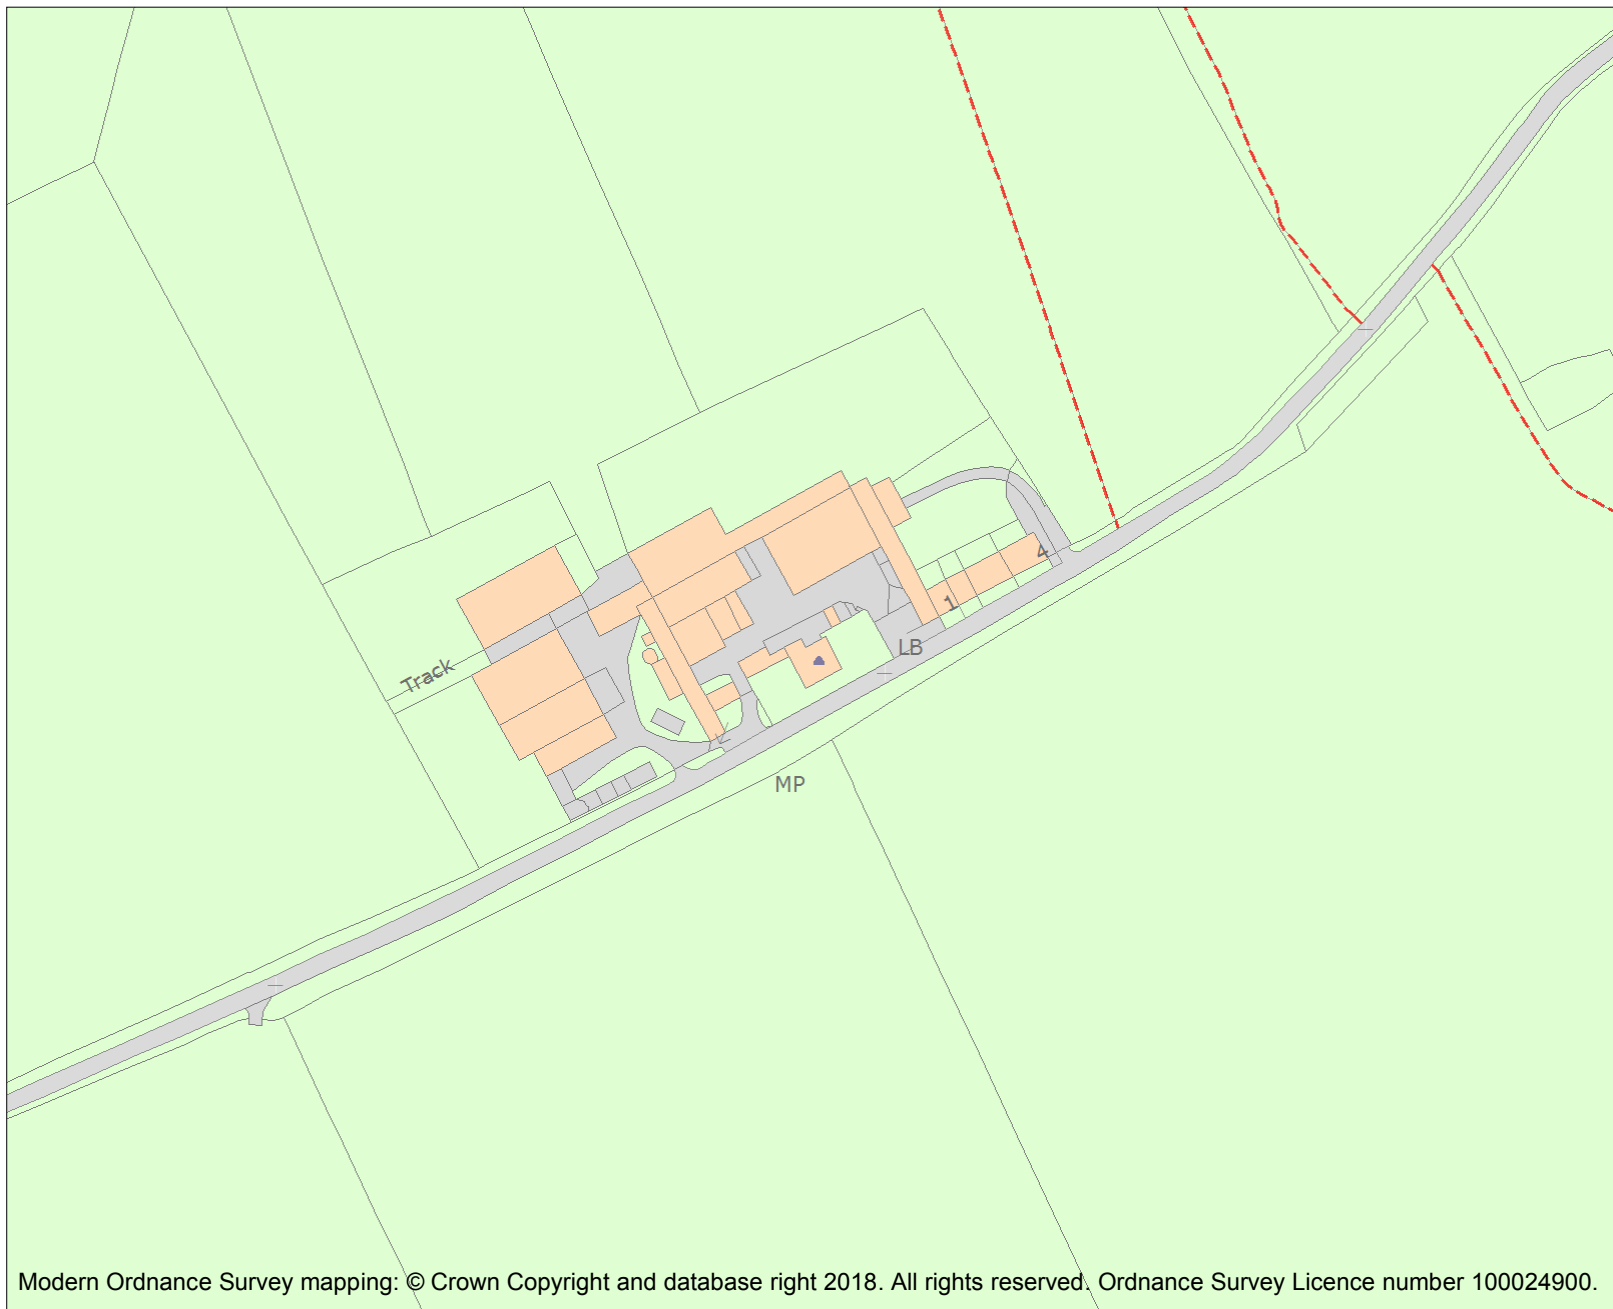 4
1
LB
Track
MP
Modern Ordnance Survey mapping: © Crown Copyright and database right 2018. All rights reserved. Ordnance Survey Licence number 100024900.